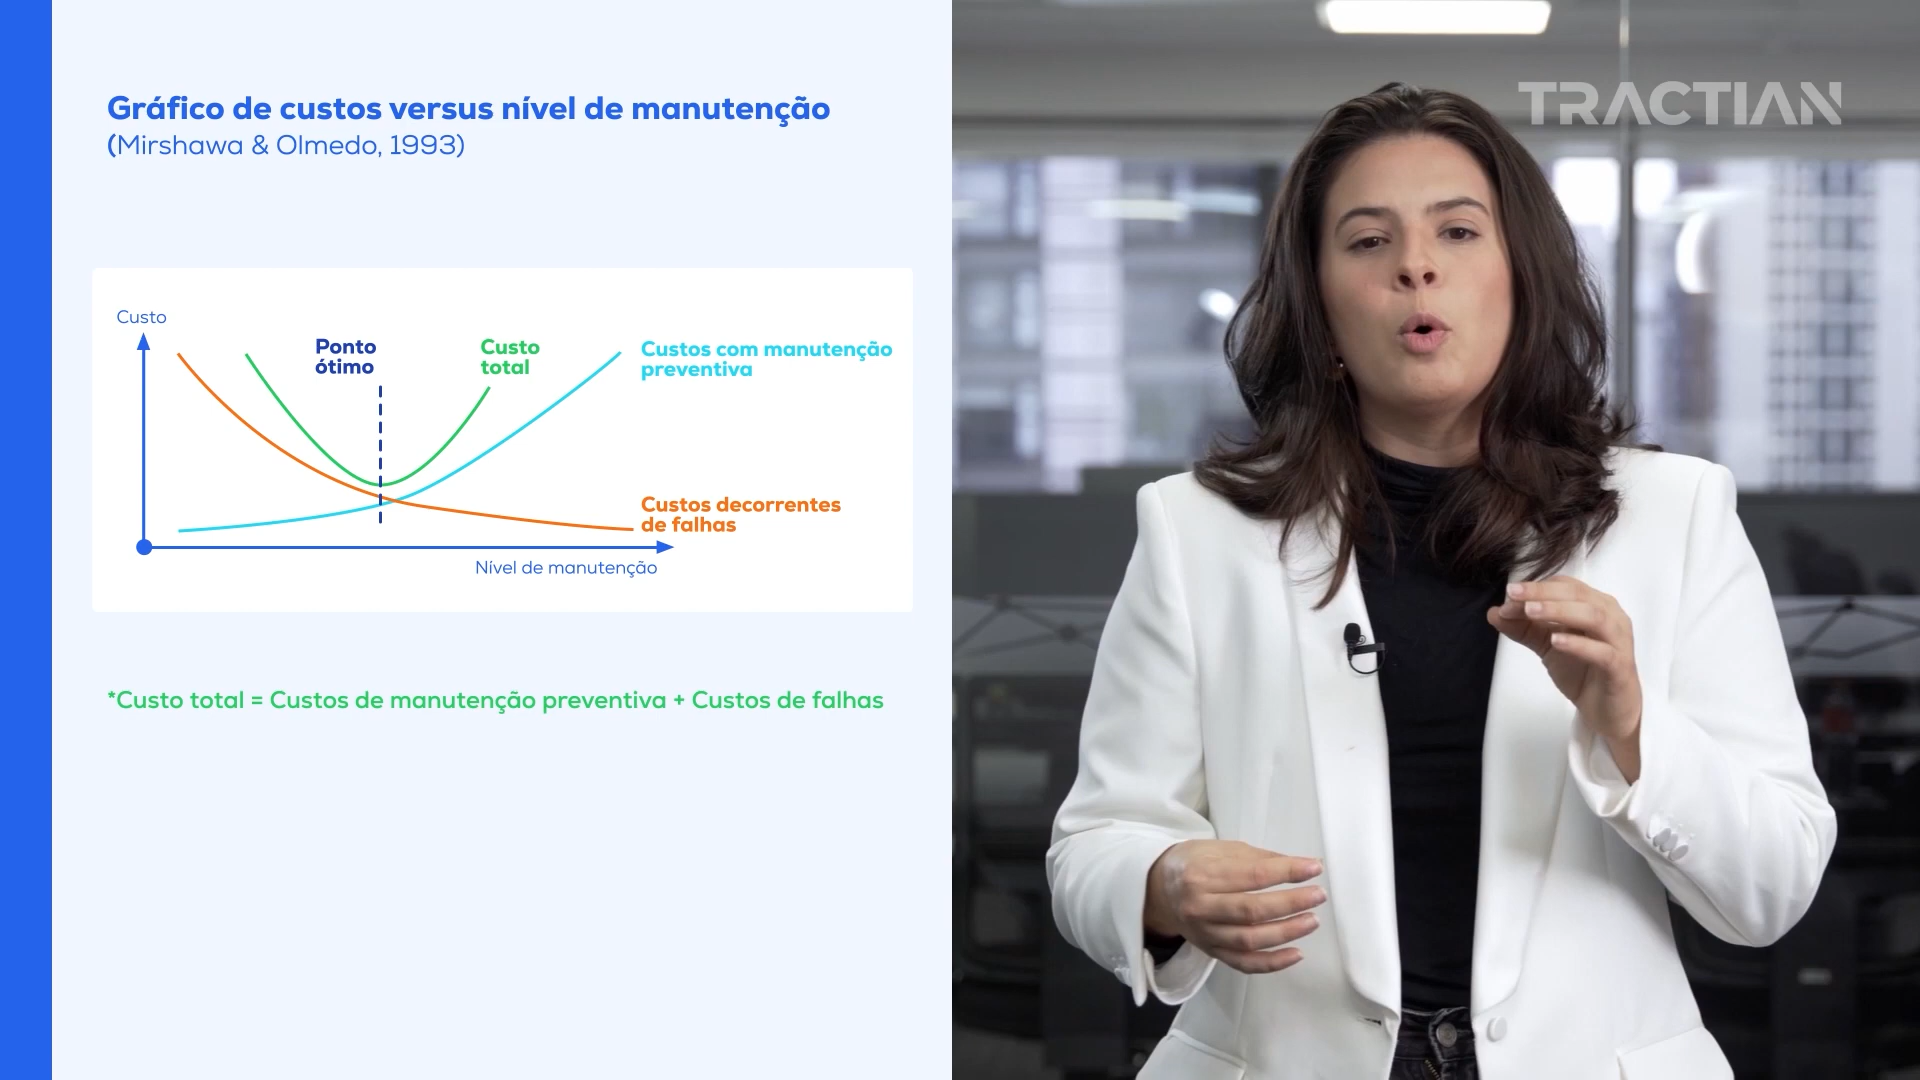 Gráfico de custos versus nível de manutenção
(Mirshawa & Olmedo, 1993)
Custo
Ponto
ótimo
Custo
total
Custos com manutenção
preventiva
Custos decorrentes
de falhas
Nível de manutenção
*Custo total = Custos de manutenção preventiva + Custos de falhas
TRACTIAN